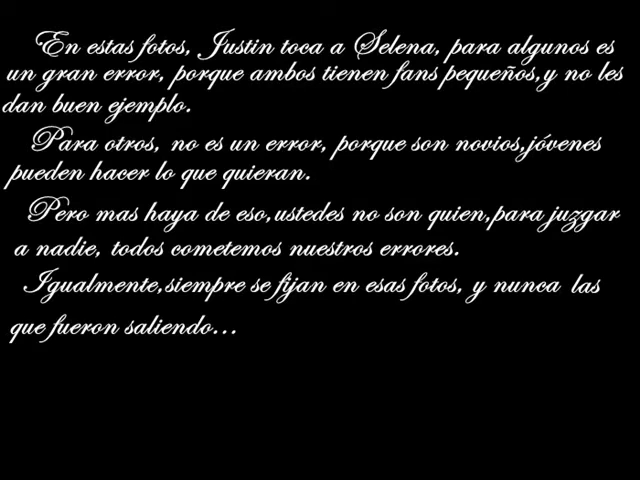 En estas fotos, Justin toca a Selena, para algunos es
un gran error, porque ambos tienen fans pequeños,y no les
dan buen ejemplo.
Para otros, no es un error, porque son novios,jóvenes
pueden hacer lo que quieran.
Pero mas haya de eso,ustedes no son quien,para juzgar
a nadie, todos cometemos nuestros errores.
Igualmente,siempre se fijan en esas fotos, y nunca las
que fueron saliendo...